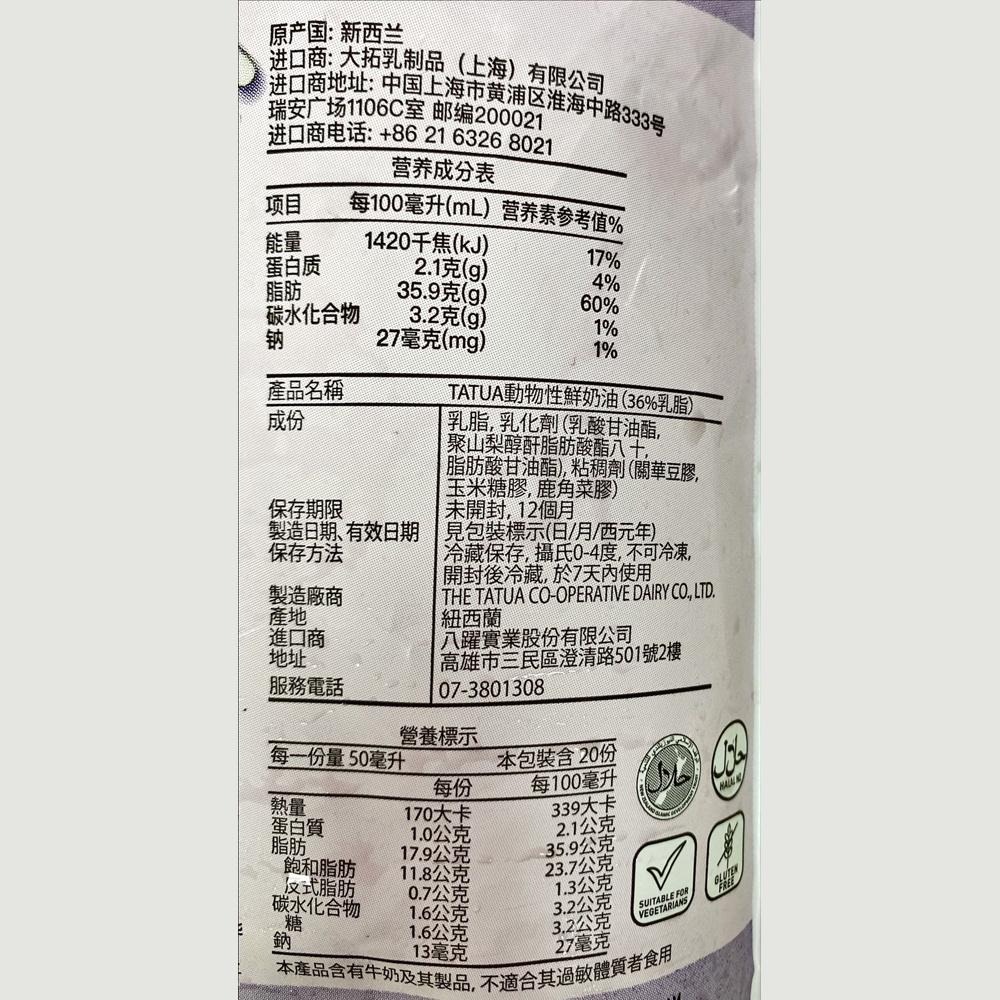 原产国: 新西兰
进口商: 大拓乳制品（上海）有限公司
进口商地址: 中国上海市黄浦区淮海中路333号
瑞安广场1106C室 邮编200021
进口商电话: +86 21 6326 8021
营养成分表
项目 每100毫升(mL) 营养素参考值%
能量 1420千焦(kJ) 17%
蛋白质 2.1克(g) 4%
脂肪 35.9克(g) 60%
碳水化合物 3.2克(g) 1%
钠 27毫克(mg) 1%
產品名稱 TATUA動物性鮮奶油 (36%乳脂)
成份 乳脂, 乳化劑 (乳酸甘油酯,
聚山梨醇酐脂肪酸酯八十,
脂肪酸甘油酯), 粘稠劑 (關華豆膠,
玉米糖膠, 鹿角菜膠)
保存期限 未開封, 12個月
製造日期、有效日期 見包裝標示(日/月/西元年)
保存方法 冷藏保存, 攝氏0-4度, 不可冷凍,
開封後冷藏, 於7天內使用
製造廠商 THE TATUA CO-OPERATIVE DAIRY CO., LTD.
產地 紐西蘭
進口商 八躍實業股份有限公司
地址 高雄市三民區澄清路501號2樓
服務電話 07-3801308
營養標示
每一份量 50毫升 本包裝含 20份
每份 每100毫升
熱量 170大卡 339大卡
蛋白質 1.0公克 2.1公克
脂肪 17.9公克 35.9公克
飽和脂肪 11.8公克 23.7公克
反式脂肪 0.7公克 1.3公克
碳水化合物 1.6公克 3.2公克
糖 1.6公克 3.2公克
鈉 13毫克 27毫克
本產品含有牛奶及其製品, 不適合其過敏體質者食用
حلال
حلال
HALAL NZ
SUITABLE FOR
VEGETARIANS
GLUTEN
FREE